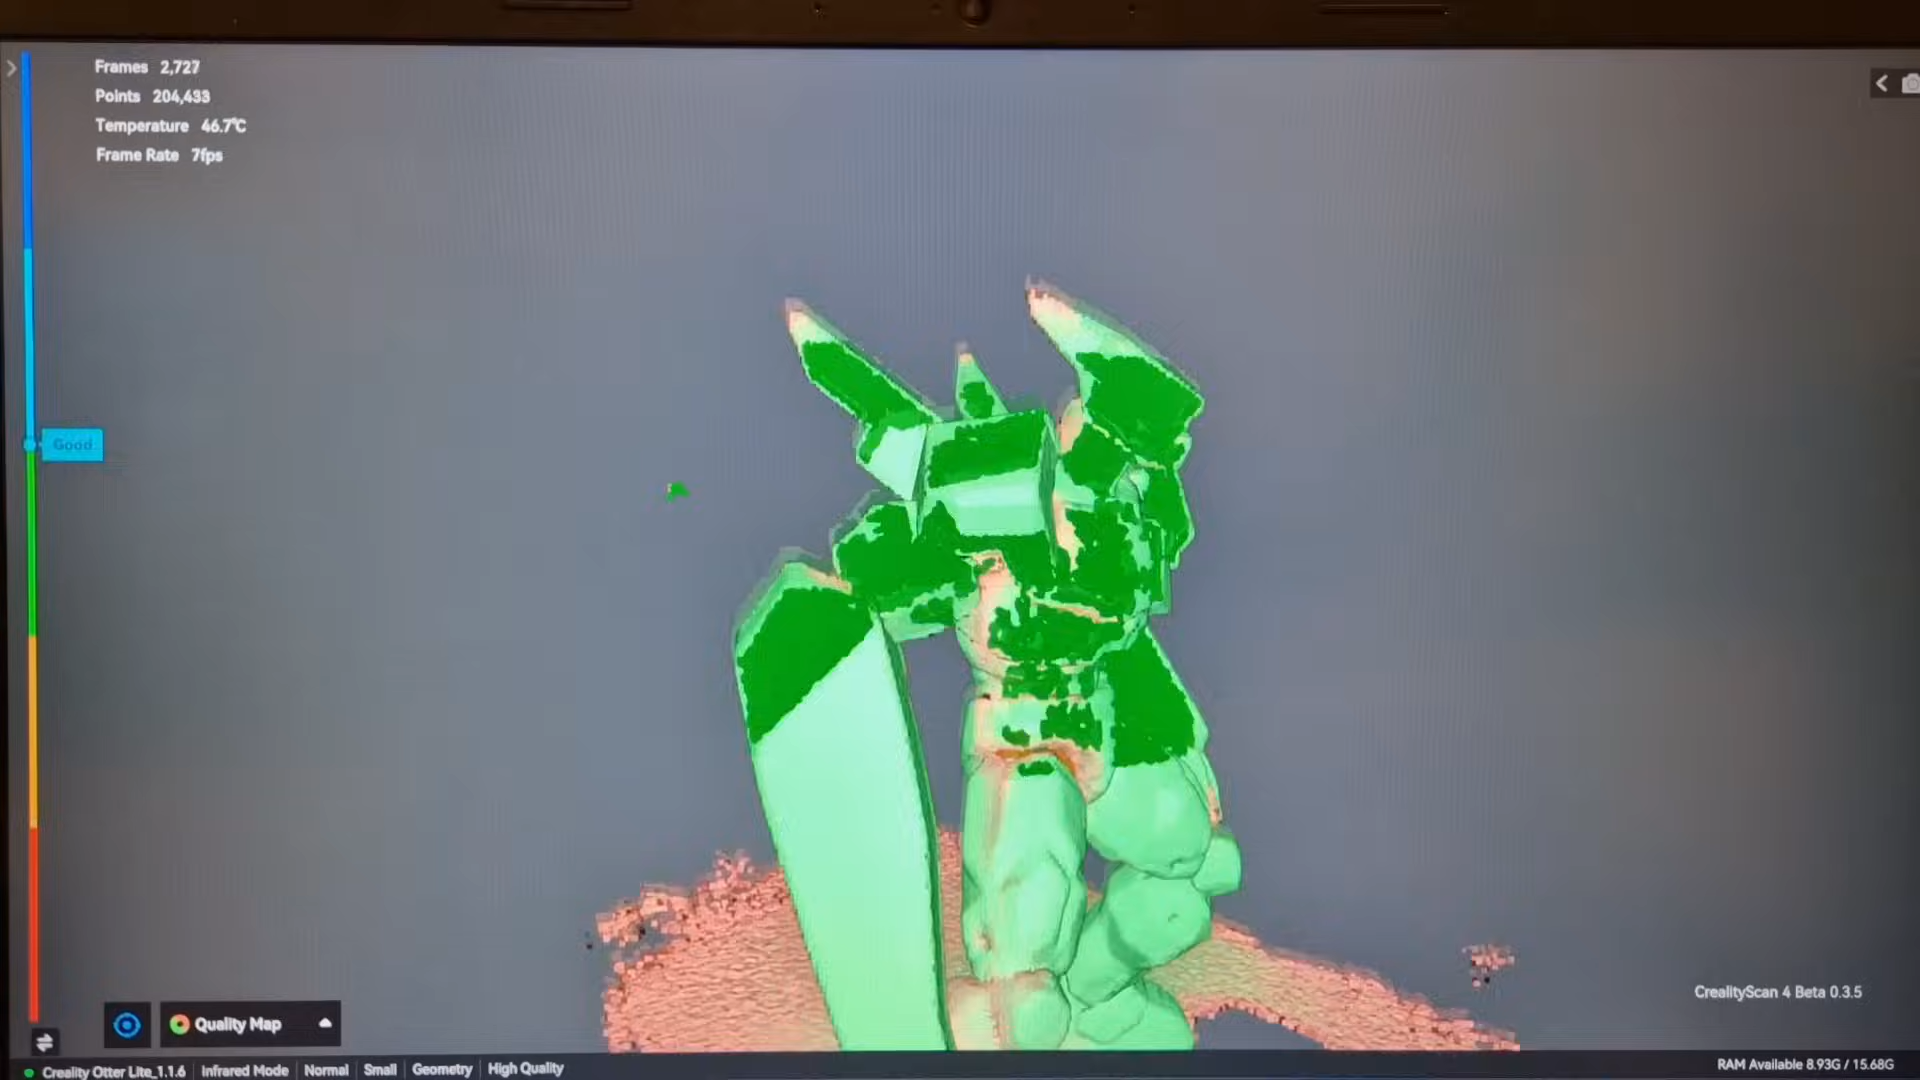 Frames 2,727
Points 204,433
Temperature 46.7℃
Frame Rate 7fps
Good
CrealityScan 4 Beta 0.3.5
Quality Map
Creality Otter Lite_1.1.6 Infrared Mode Normal Small Geometry High Quality
RAM Available 8.93G / 15.68G